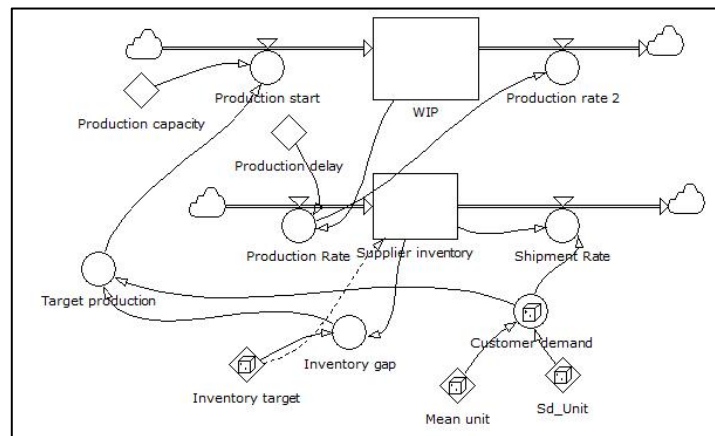 Production start
Production rate 2
Production capacity
WIP
Production delay
Production Rate
Supplier inventory
Shipment Rate
Target production
Customer demand
Inventory gap
Inventory target
Mean unit
Sd_Unit